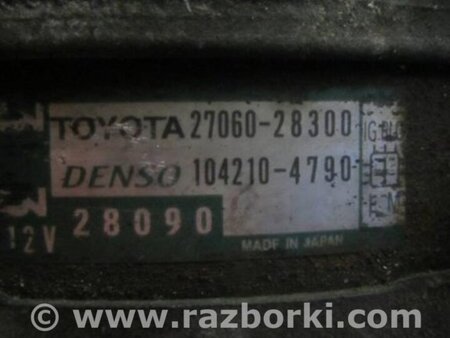 TOYOTA 27060-28300
DENSO 104210-4790
12V 28090
MADE IN JAPAN
© www.razborki.com